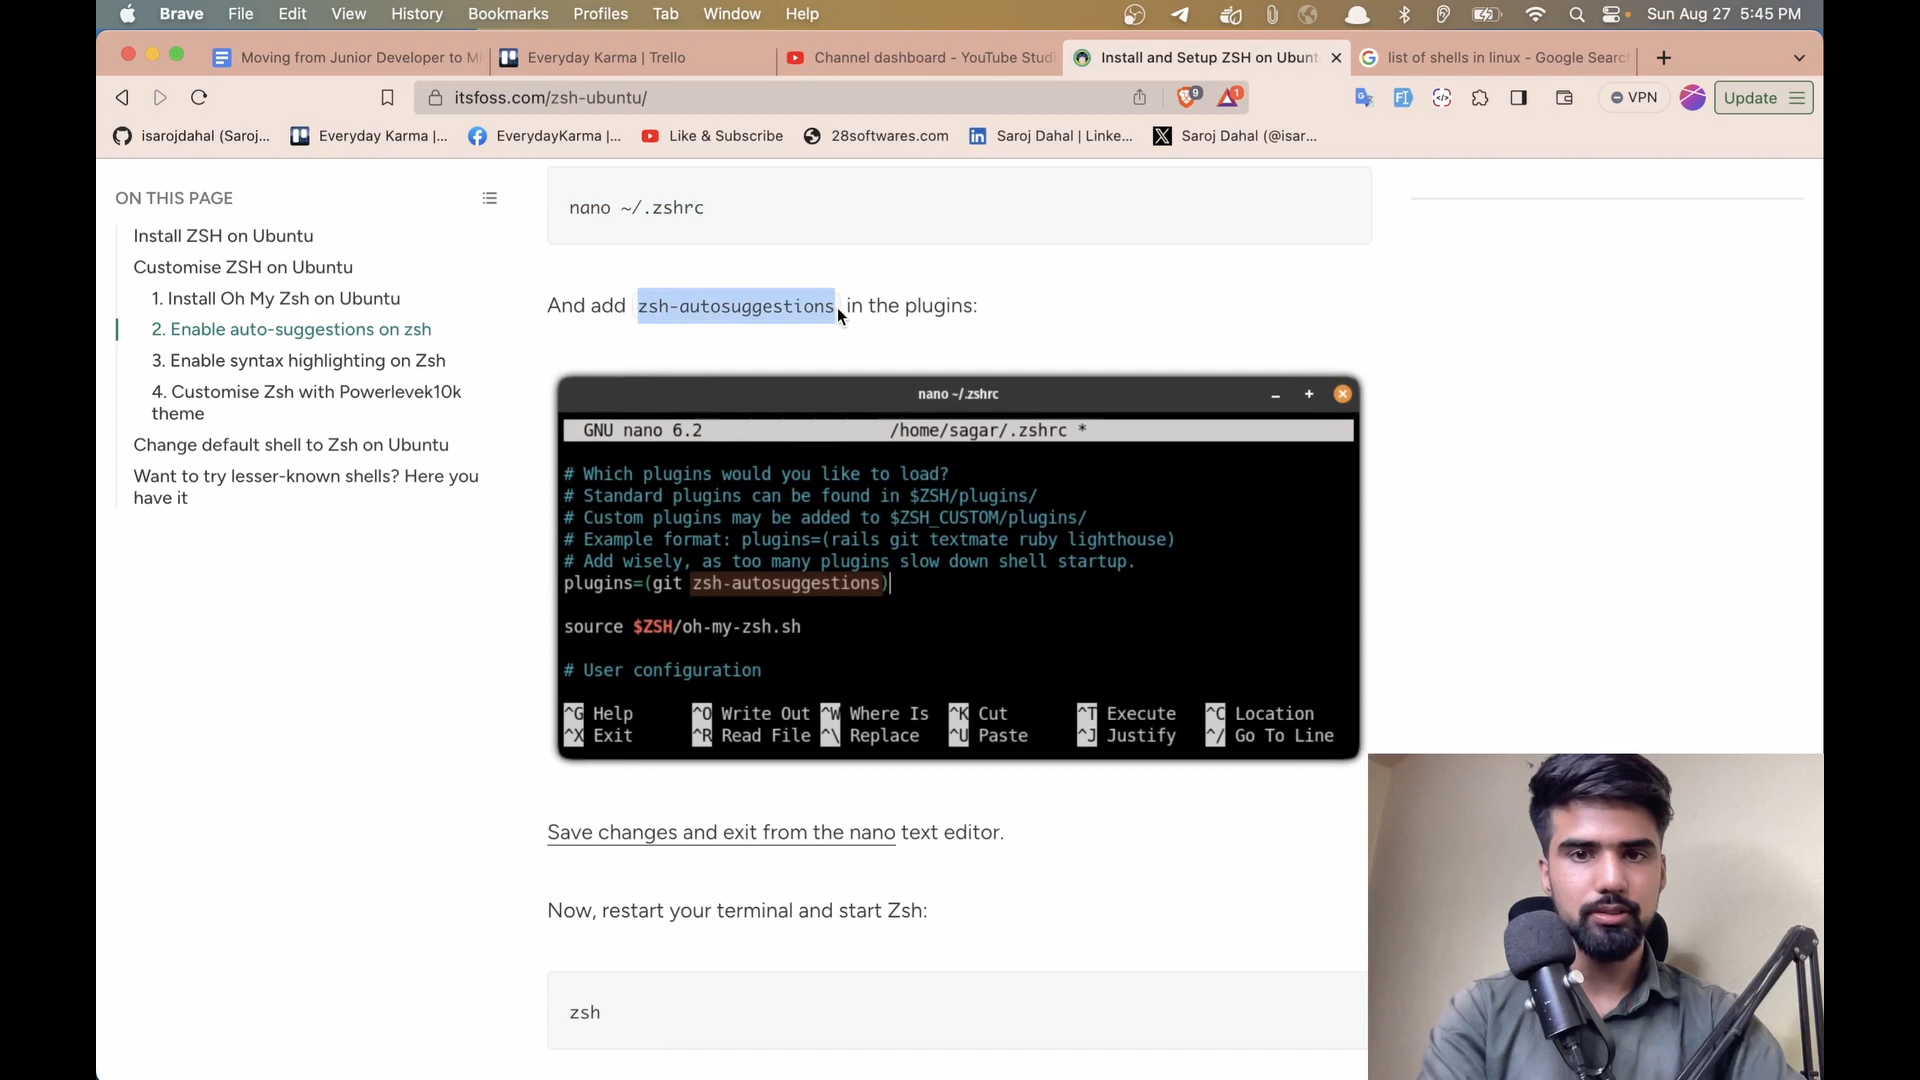 Brave File Edit View History Bookmarks Profiles Tab Window Help Sun Aug 27 5:45 PM
Moving from Junior Developer to Mi
Everyday Karma | Trello
Channel dashboard - YouTube Studi
Install and Setup ZSH on Ubunt
list of shells in linux - Google Searc
itsfoss.com/zsh-ubuntu/
9
1
VPN
Update
isarojdahal (Saroj...
Everyday Karma |...
EverydayKarma |...
Like & Subscribe
28softwares.com
Saroj Dahal | Linke...
Saroj Dahal (@isar...
ON THIS PAGE
Install ZSH on Ubuntu
Customise ZSH on Ubuntu
1. Install Oh My Zsh on Ubuntu
2. Enable auto-suggestions on zsh
3. Enable syntax highlighting on Zsh
4. Customise Zsh with Powerlevek10k
theme
Change default shell to Zsh on Ubuntu
Want to try lesser-known shells? Here you
have it
nano ~/.zshrc
And add zsh-autosuggestions in the plugins:
nano ~/.zshrc
GNU nano 6.2 /home/sagar/.zshrc *
# Which plugins would you like to load?
# Standard plugins can be found in $ZSH/plugins/
# Custom plugins may be added to $ZSH_CUSTOM/plugins/
# Example format: plugins=(rails git textmate ruby lighthouse)
# Add wisely, as too many plugins slow down shell startup.
plugins=(git zsh-autosuggestions)
source $ZSH/oh-my-zsh.sh
# User configuration
^G Help ^O Write Out ^W Where Is ^K Cut ^T Execute ^C Location
^X Exit ^R Read File ^\ Replace ^U Paste ^J Justify ^/ Go To Line
Save changes and exit from the nano text editor.
Now, restart your terminal and start Zsh:
zsh